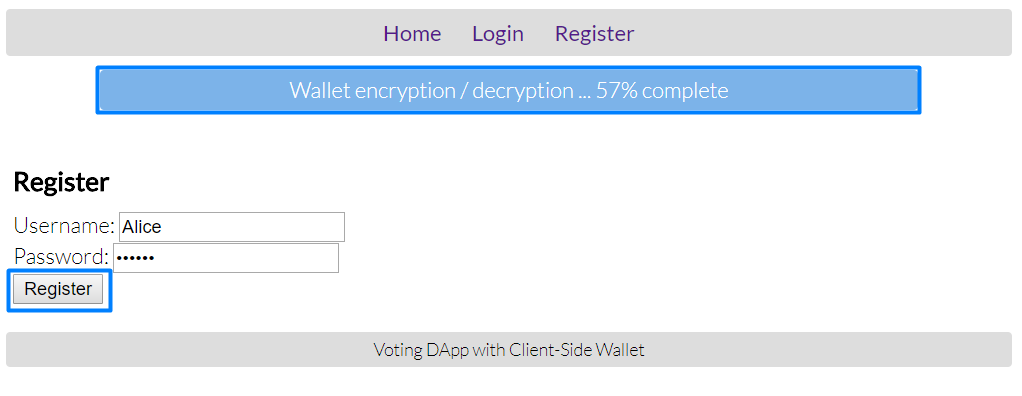 Home Login Register
Wallet encryption / decryption ... 57% complete
Register
Username: Alice
Password: ••••••
Register
Voting DApp with Client-Side Wallet